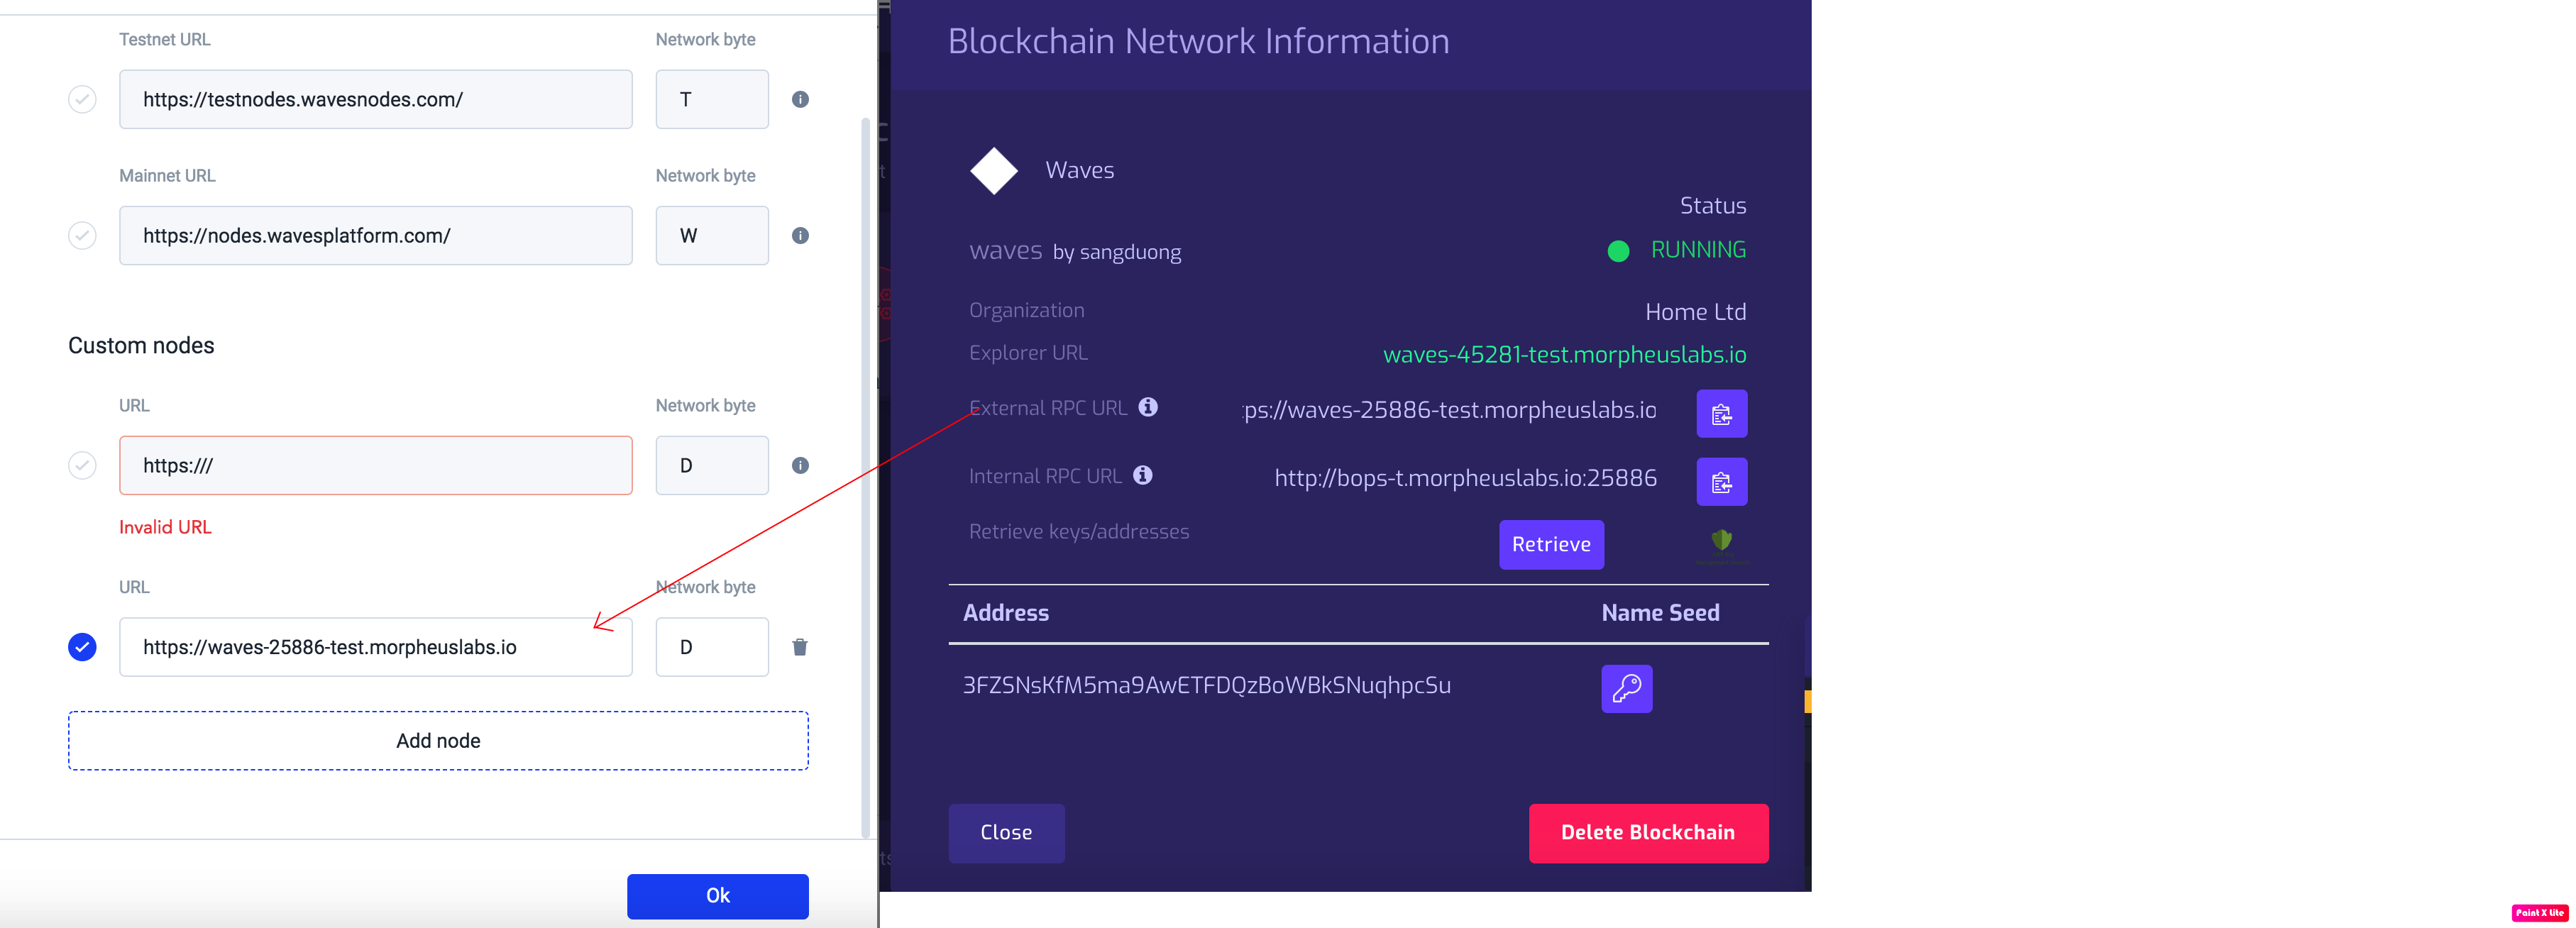 Testnet URL
Network byte
https://testnodes.wavesnodes.com/
T
Mainnet URL
Network byte
https://nodes.wavesplatform.com/
W
Custom nodes
URL
Network byte
https:///
D
Invalid URL
URL
Network byte
https://waves-25886-test.morpheuslabs.io
D
Add node
Ok
Blockchain Network Information
Waves
Status
waves by sangduong
RUNNING
Organization
Home Ltd
Explorer URL
waves-45281-test.morpheuslabs.io
External RPC URL
ps://waves-25886-test.morpheuslabs.io
Internal RPC URL
http://bops-t.morpheuslabs.io:25886
Retrieve keys/addresses
Retrieve
Address
Name Seed
3FZSNsKfM5ma9AwETFDQzBoWBkSNuqhpcSu
Close
Delete Blockchain
Paint X Lite